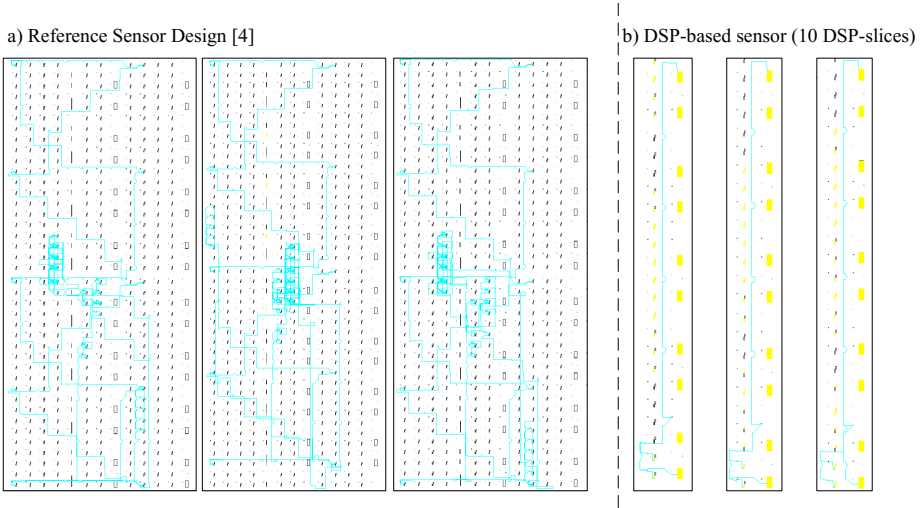 a) Reference Sensor Design [4]
b) DSP-based sensor (10 DSP-slices)